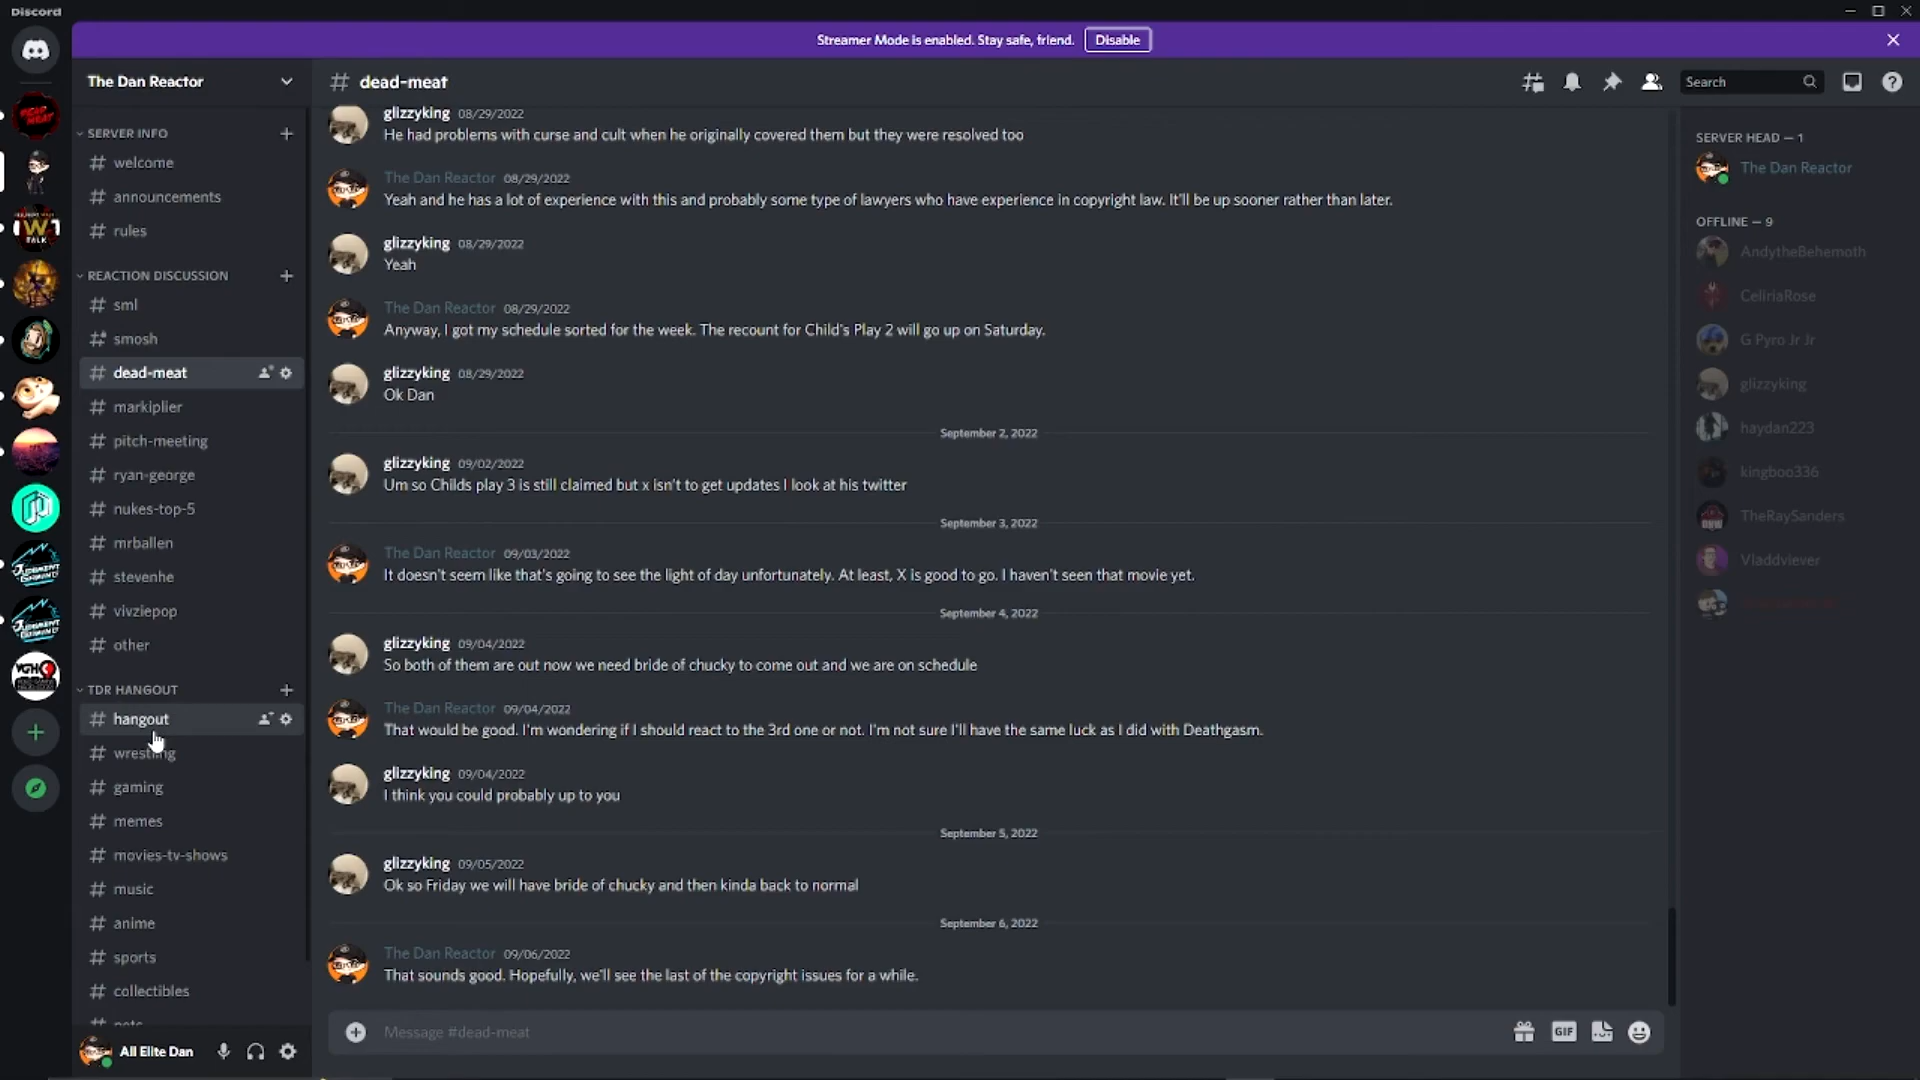 Discord
Streamer Mode is enabled. Stay safe, friend. Disable
The Dan Reactor
SERVER INFO
welcome
announcements
rules
REACTION DISCUSSION
sml
smosh
dead-meat
markiplier
pitch-meeting
ryan-george
nukes-top-5
mrballen
stevenhe
vivziepop
other
TDR HANGOUT
hangout
wrestling
gaming
memes
movies-tv-shows
music
anime
sports
collectibles
pets
All Elite Dan
dead-meat
Search
glizzyking 08/29/2022
He had problems with curse and cult when he originally covered them but they were resolved too
The Dan Reactor 08/29/2022
Yeah and he has a lot of experience with this and probably some type of lawyers who have experience in copyright law. It'll be up sooner rather than later.
glizzyking 08/29/2022
Yeah
The Dan Reactor 08/29/2022
Anyway, I got my schedule sorted for the week. The recount for Child's Play 2 will go up on Saturday.
glizzyking 08/29/2022
Ok Dan
September 2, 2022
glizzyking 09/02/2022
Um so Childs play 3 is still claimed but x isn't to get updates I look at his twitter
September 3, 2022
The Dan Reactor 09/03/2022
It doesn't seem like that's going to see the light of day unfortunately. At least, X is good to go. I haven't seen that movie yet.
September 4, 2022
glizzyking 09/04/2022
So both of them are out now we need bride of chucky to come out and we are on schedule
The Dan Reactor 09/04/2022
That would be good. I'm wondering if I should react to the 3rd one or not. I'm not sure I'll have the same luck as I did with Deathgasm.
glizzyking 09/04/2022
I think you could probably up to you
September 5, 2022
glizzyking 09/05/2022
Ok so Friday we will have bride of chucky and then kinda back to normal
September 6, 2022
The Dan Reactor 09/06/2022
That sounds good. Hopefully, we'll see the last of the copyright issues for a while.
Message #dead-meat
GIF
SERVER HEAD — 1
The Dan Reactor
OFFLINE — 9
AndytheBehemoth
CeliriaRose
G Pyro Jr Jr
glizzyking
haydan223
kingboo336
TheRaySanders
Vladdviever